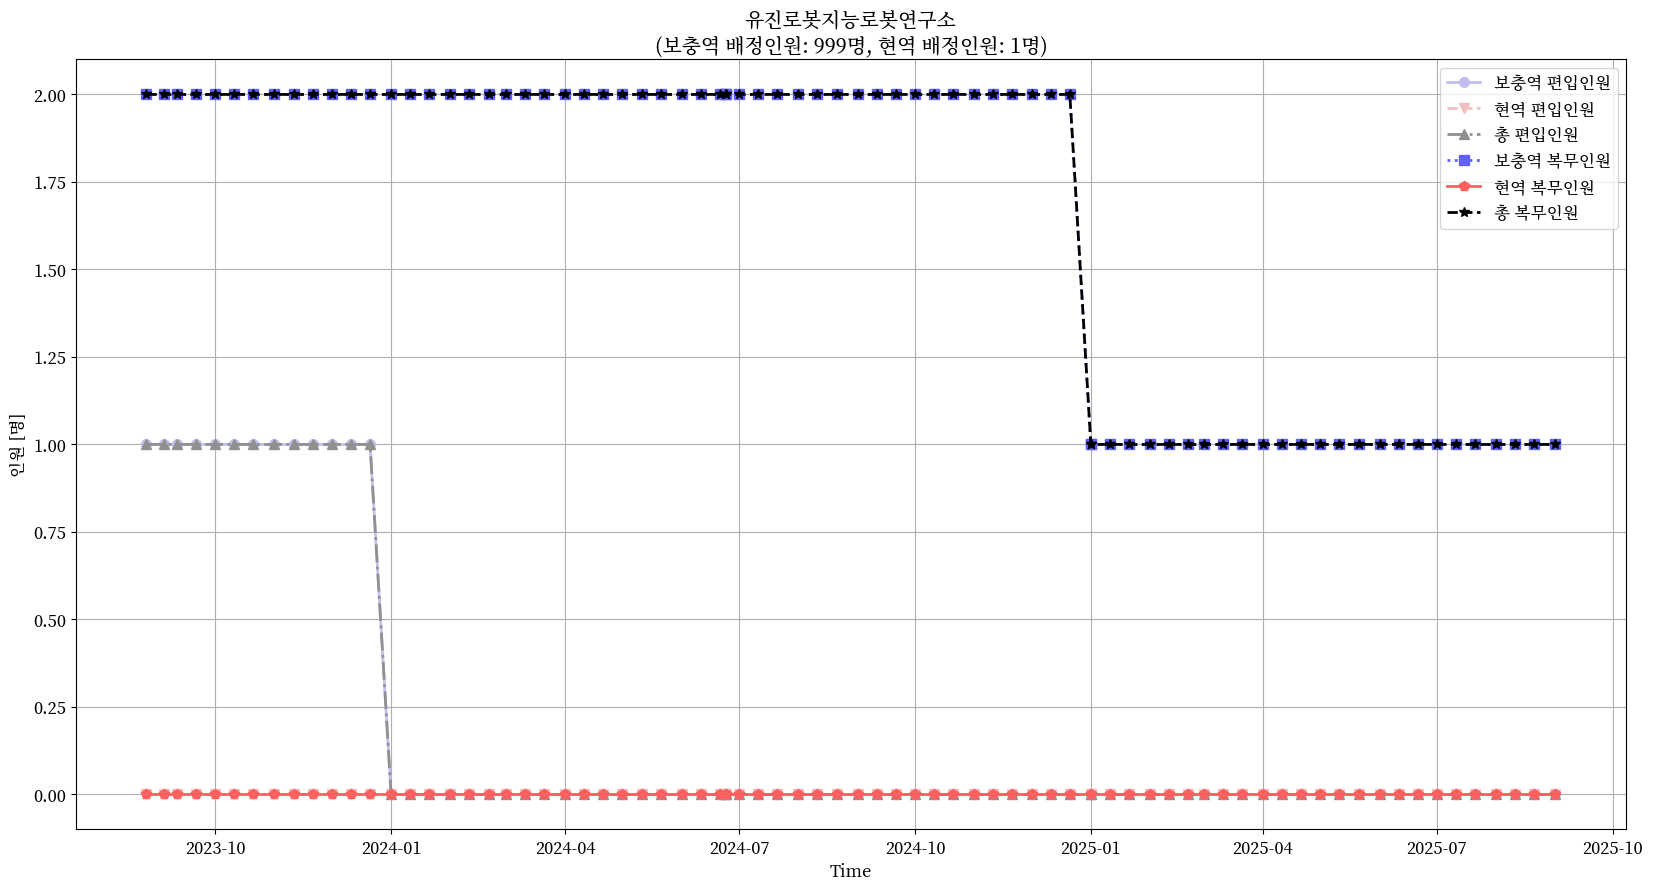 유진로봇지능로봇연구소
(보충역 배정인원: 999명, 현역 배정인원: 1명)
보충역 편입인원
현역 편입인원
총 편입인원
보충역 복무인원
현역 복무인원
총 복무인원
2.00
1.75
1.50
1.25
1.00
0.75
0.50
0.25
0.00
인원 [명]
2023-10
2024-01
2024-04
2024-07
2024-10
2025-01
2025-04
2025-07
2025-10
Time